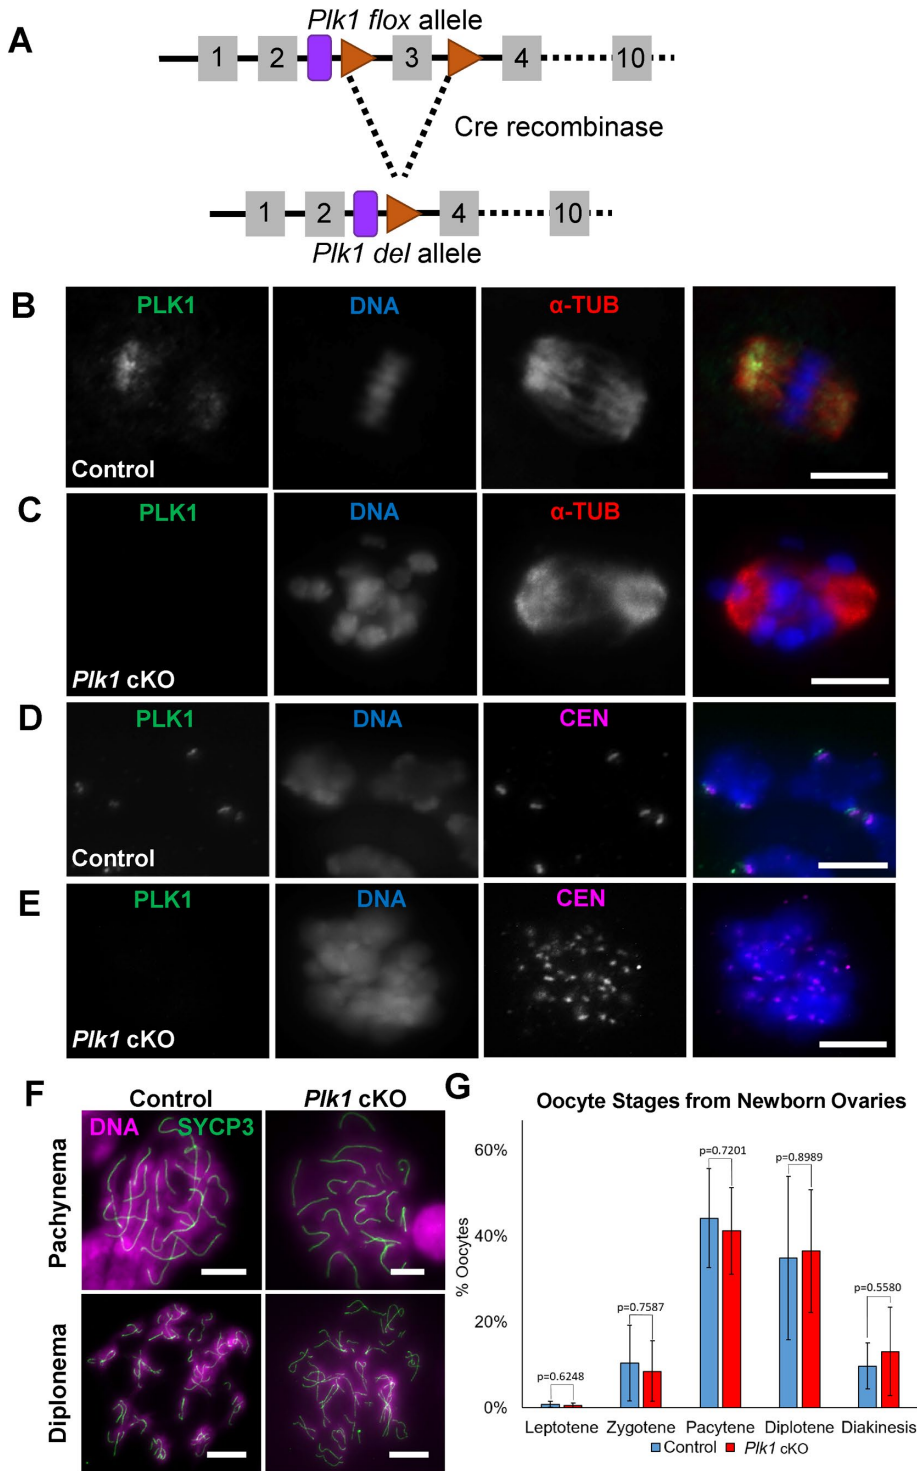 A
Plk1 flox allele
1 2 3 4 10
Cre recombinase
1 2 4 10
Plk1 del allele
B
PLK1 DNA α-TUB
Control
C
PLK1 DNA α-TUB
Plk1 cKO
D
PLK1 DNA CEN
Control
E
PLK1 DNA CEN
Plk1 cKO
F
Control Plk1 cKO
DNA SYCP3
Pachynema
Diplonema
G
Oocyte Stages from Newborn Ovaries
% Oocytes
60%
40%
20%
0%
p=0.6248
p=0.7587
p=0.7201
p=0.8989
p=0.5580
Leptotene Zygotene Pacytene Diplotene Diakinesis
Control Plk1 cKO